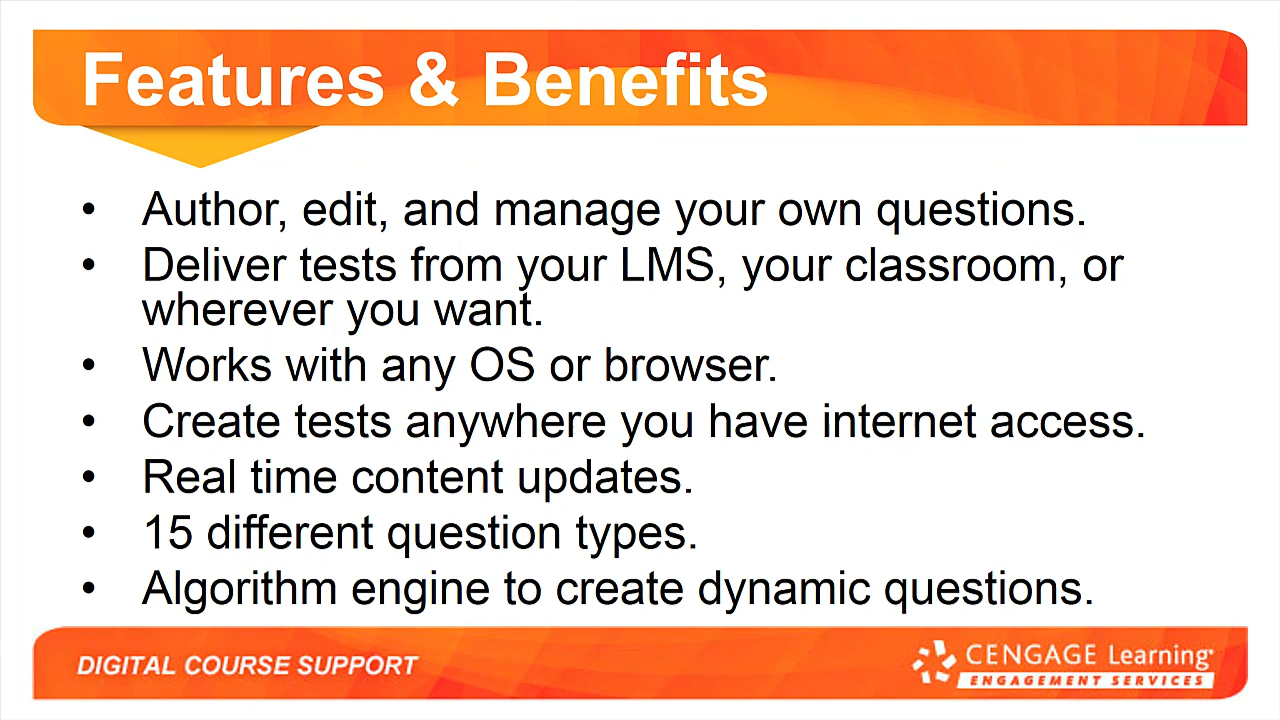 Features & Benefits
• Author, edit, and manage your own questions.
• Deliver tests from your LMS, your classroom, or
wherever you want.
• Works with any OS or browser.
• Create tests anywhere you have internet access.
• Real time content updates.
• 15 different question types.
• Algorithm engine to create dynamic questions.
DIGITAL COURSE SUPPORT
CENGAGE Learning®
ENGAGEMENT SERVICES